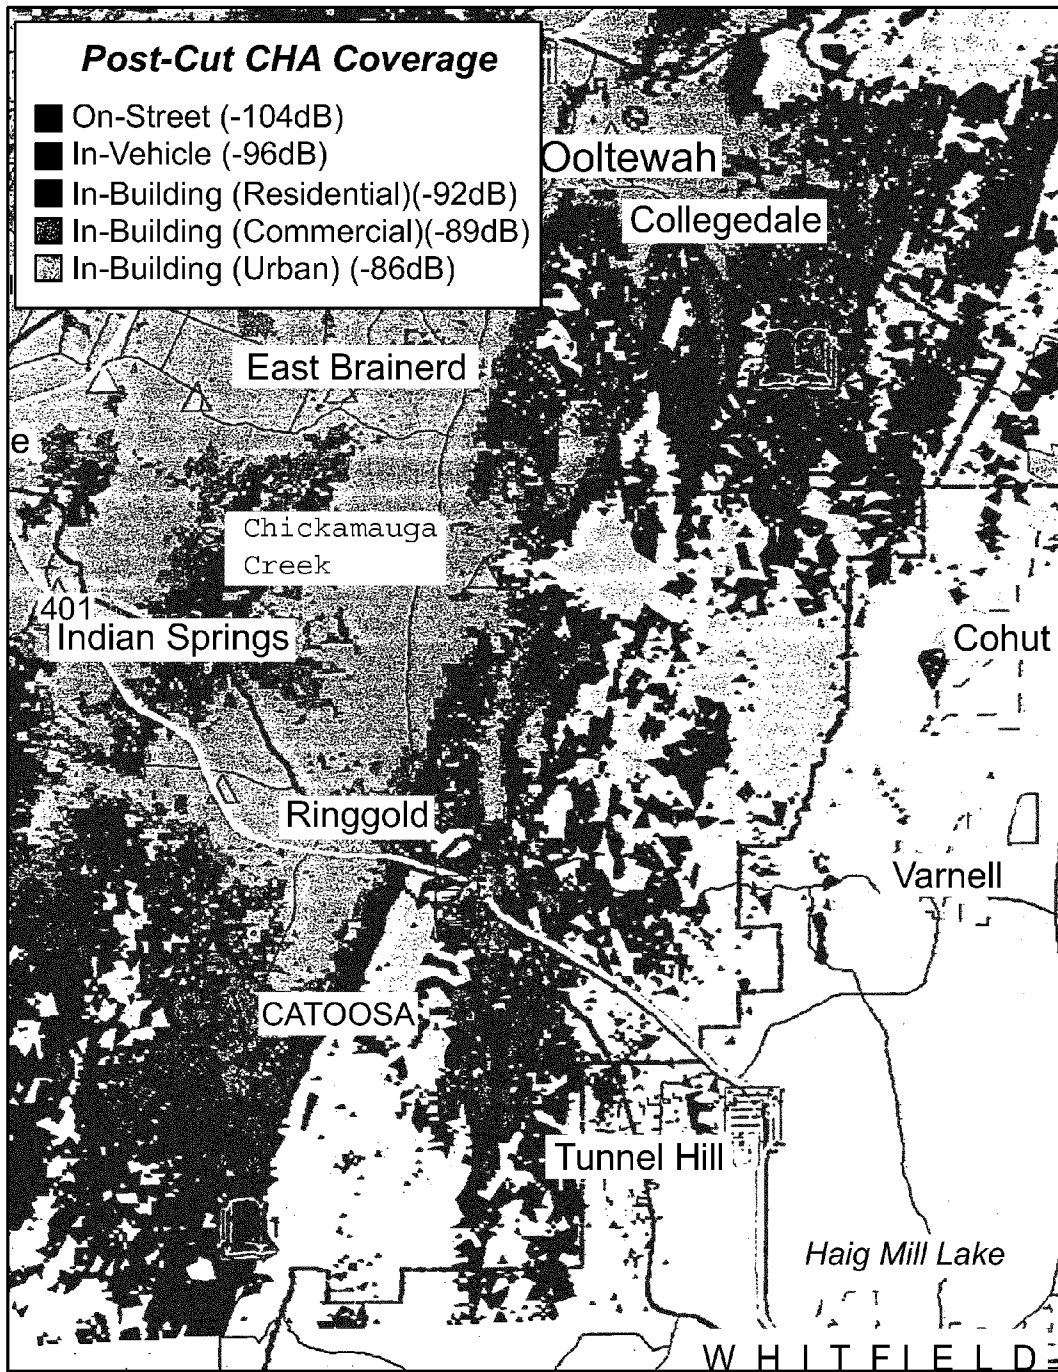 Post-Cut CHA Coverage
On-Street (-104dB)
In-Vehicle (-96dB)
In-Building (Residential)(-92dB)
In-Building (Commercial)(-89dB)
In-Building (Urban) (-86dB)
Ooltewah
Collegedale
East Brainerd
e
Chickamauga
Creek
401
Indian Springs
Cohut
Ringgold
Varnell
CATOOSA
Tunnel Hill
Haig Mill Lake
WHITFIELD